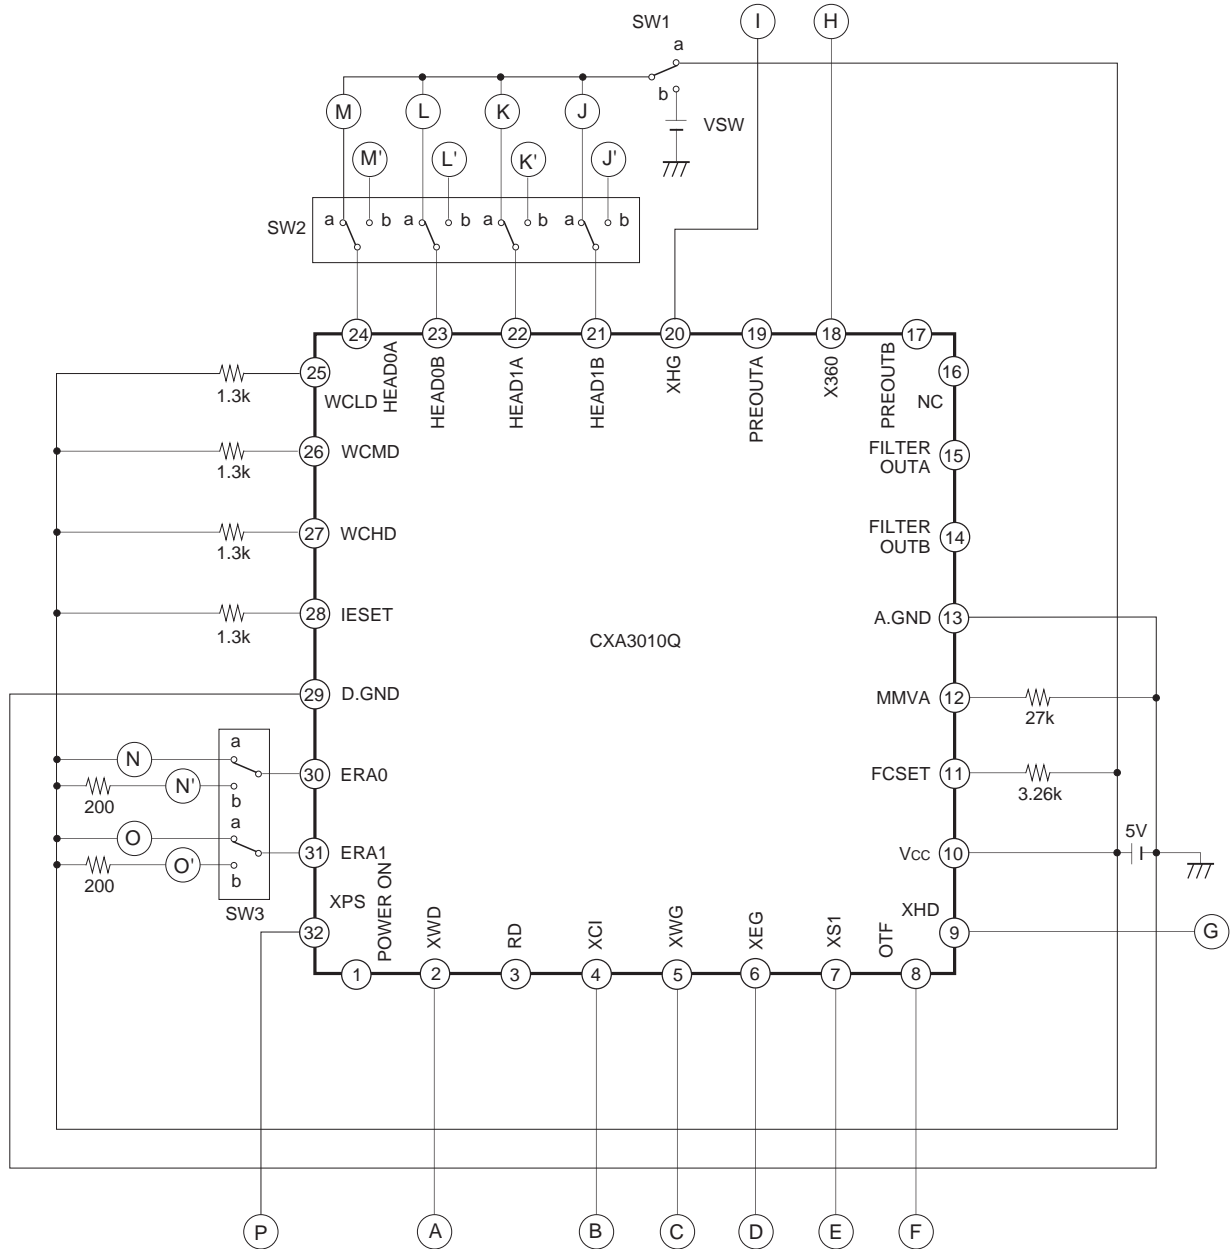 SW1
I
H
a
M
L
K
J
b
VSW
M'
L'
K'
J'
SW2
a
b
a
b
a
b
a
b
24
23
22
21
20
19
18
17
HEAD0A
HEAD0B
HEAD1A
HEAD1B
XHG
PREOUTA
X360
PREOUTB
25
WCLD
1.3k
16
NC
26
WCMD
1.3k
FILTER
OUTA
15
27
WCHD
1.3k
FILTER
OUTB
14
28
IESET
1.3k
A.GND
13
CXA3010Q
29
D.GND
MMVA
12
27k
N
a
30
ERA0
FCSET
11
3.26k
200
N'
b
O
a
31
ERA1
Vcc
10
5V
200
O'
b
SW3
XPS
32
XHD
9
G
POWER ON
XWD
RD
XCI
XWG
XEG
XS1
OTF
1
2
3
4
5
6
7
8
P
A
B
C
D
E
F